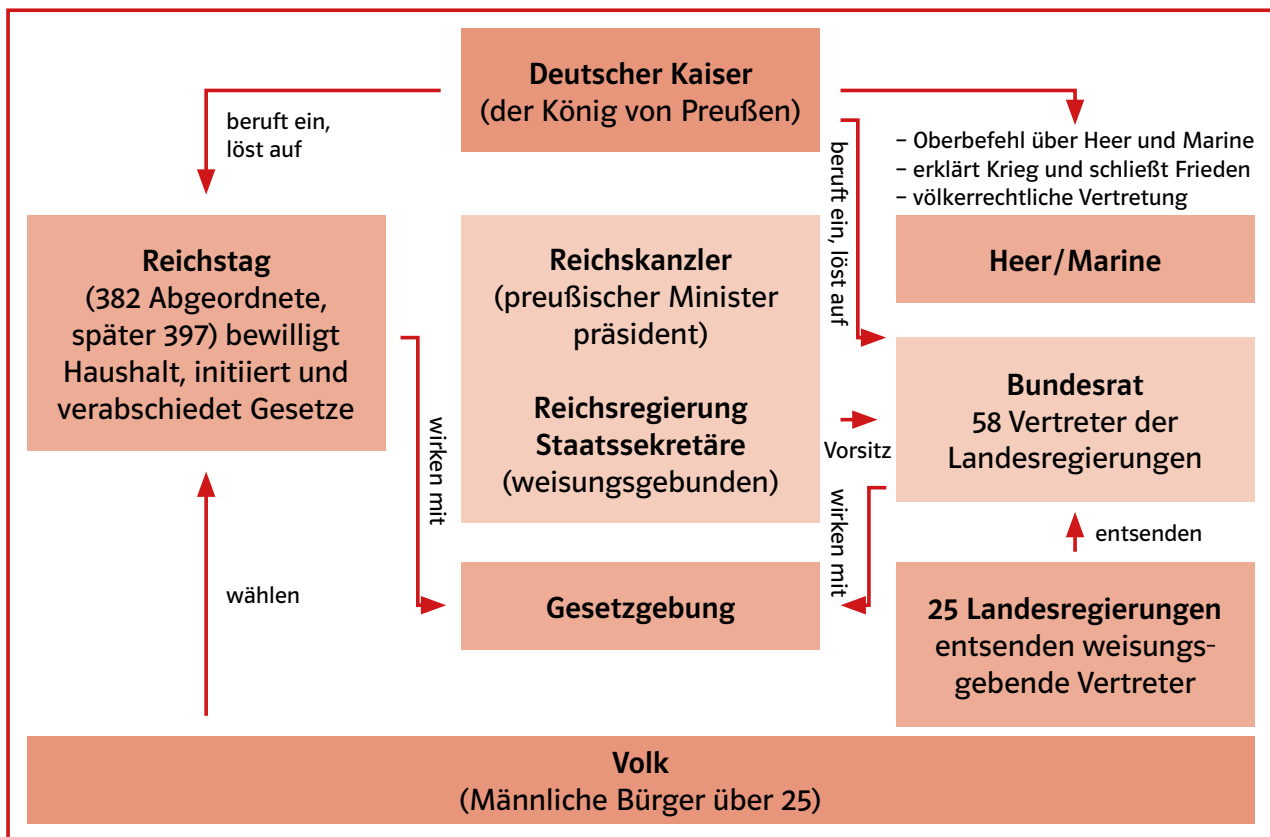 Deutscher Kaiser
(der König von Preußen)
beruft ein,
löst auf
– Oberbefehl über Heer und Marine
– erklärt Krieg und schließt Frieden
– völkerrechtliche Vertretung
beruft ein, löst auf
Reichstag
(382 Abgeordnete,
später 397) bewilligt
Haushalt, initiiert und
verabschiedet Gesetze
Reichskanzler
(preußischer Minister
präsident)
Reichsregierung
Staatssekretäre
(weisungsgebunden)
Heer/Marine
Bundesrat
58 Vertreter der
Landesregierungen
Vorsitz
wirken mit
wirken mit
entsenden
wählen
Gesetzgebung
25 Landesregierungen
entsenden weisungs-
gebende Vertreter
Volk
(Männliche Bürger über 25)